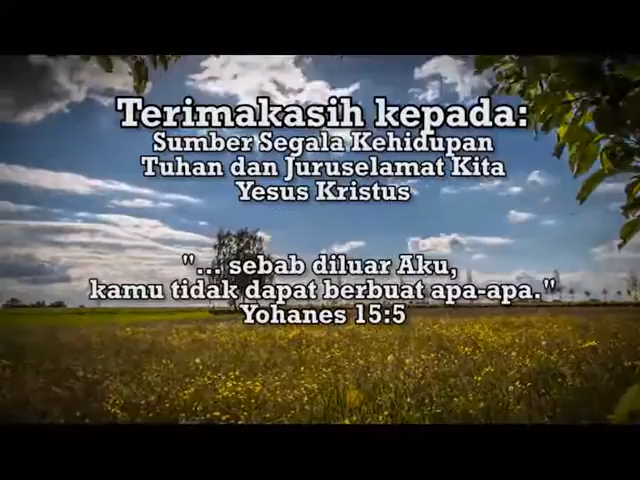 Terimakasih kepada:
Sumber Segala Kehidupan
Tuhan dan Juruselamat Kita
Yesus Kristus
"... sebab diluar Aku,
kamu tidak dapat berbuat apa-apa."
Yohanes 15:5